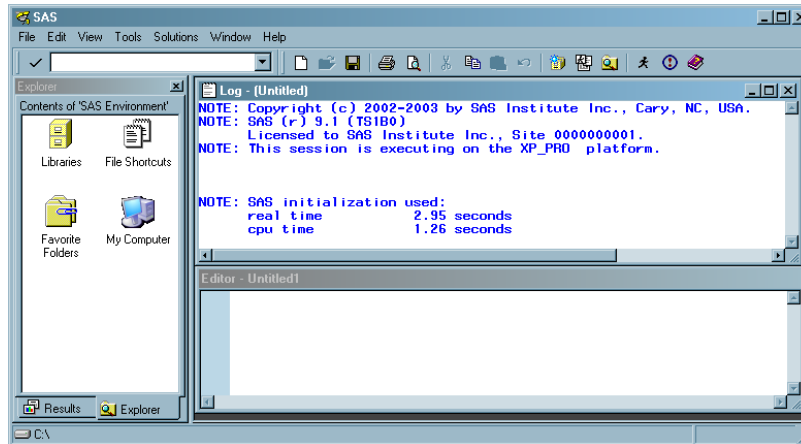 SAS
File Edit View Tools Solutions Window Help
Explorer
Contents of 'SAS Environment'
Libraries
File Shortcuts
Favorite
Folders
My Computer
Results
Explorer
Log - (Untitled)
NOTE: Copyright (c) 2002-2003 by SAS Institute Inc., Cary, NC, USA.
NOTE: SAS (r) 9.1 (TS1B0)
Licensed to SAS Institute Inc., Site 0000000001.
NOTE: This session is executing on the XP_PRO platform.
NOTE: SAS initialization used:
real time 2.95 seconds
cpu time 1.26 seconds
Editor - Untitled1
C:\